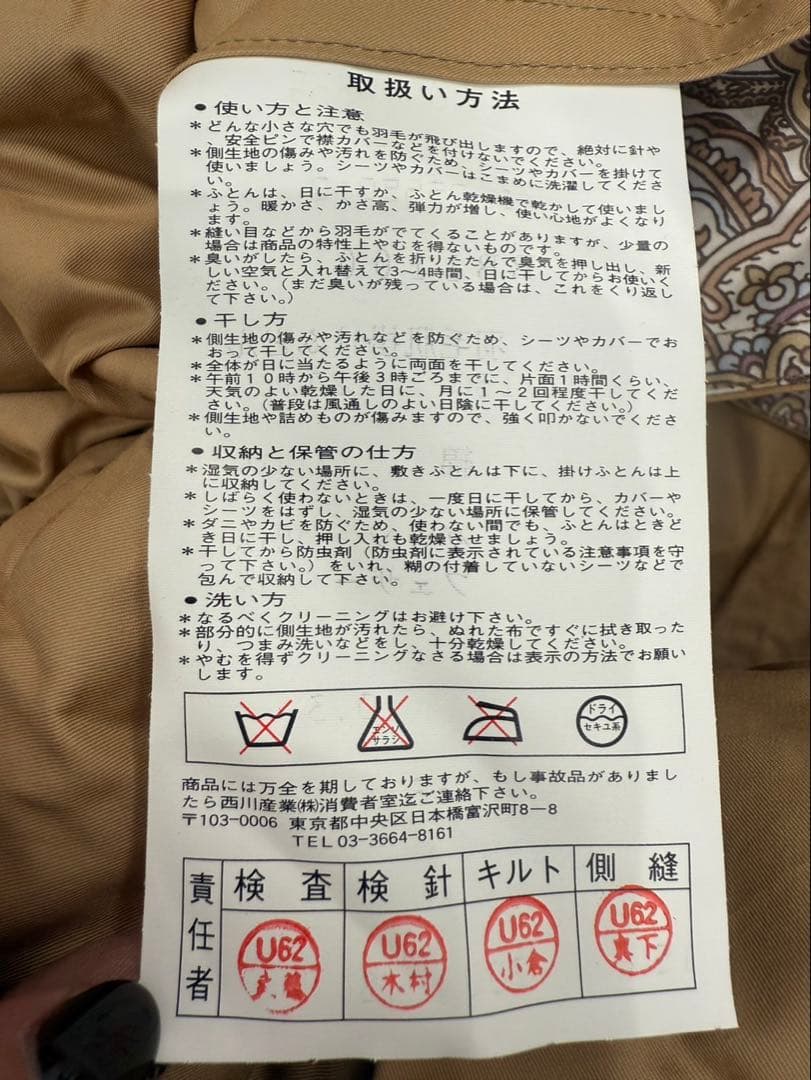 取扱い方法
●使い方と注意
＊どんな小さな穴でも羽毛が飛び出しますので、絶対に針や
、安全ピンで襟カバーなどを付けないでください。
＊側生地の傷みや汚れを防ぐため、シーツやカバーを掛けて
使いましょう。シーツやカバーはこまめに洗濯してくださ
い。
＊ふとんは、日に干すか、ふとん乾燥機で乾かして使いまし
ょう。暖かさ、かさ高、弾力が増し、使い心地がよくなり
ます。
＊縫い目などから羽毛がでてくることがありますが、少量の
場合は商品の特性上やむを得ないものです。
＊臭いがしたら、ふとんを折りたたんで臭気を押し出し、新
しい空気と入れ替えて3〜4時間、日に干してからお使いく
ださい。（まだ臭いが残っている場合は、これをくり返し
て下さい。）
●干し方
＊側生地の傷みや汚れなどを防ぐため、シーツやカバーでお
おって干してください。
＊全体が日に当たるように両面を干してください。
＊午前10時から午後3時ごろまでに、片面1時間くらい、
天気のよい乾燥した日に、月に1〜2回程度干してくだ
さい。（普段は風通しのよい日陰に干してください。）
＊側生地や詰めものが傷みますので、強く叩かないでくださ
い。
●収納と保管の仕方
＊湿気の少ない場所に、敷きぶとんは下に、掛けふとんは上
に収納してください。
＊しばらく使わないときは、一度日に干してから、カバーや
シーツをはずし、湿気の少ない場所に保管してください。
＊ダニやカビを防ぐため、使わない間でも、ふとんはときど
き日に干し、押し入れも乾燥させましょう。
＊干してから防虫剤（防虫剤に表示されている注意事項を守
って下さい。）をいれ、糊の付着していないシーツなどで
包んで収納して下さい。
●洗い方
＊なるべくクリーニングはお避け下さい。
＊部分的に側生地が汚れたら、ぬれた布ですぐに拭き取った
り、つまみ洗いなどをし、十分乾燥してください。
＊やむを得ずクリーニングなさる場合は表示の方法でお願い
します。
エンソ
サラシ
ドライ
セキユ系
商品には万全を期しておりますが、もし事故品がありまし
たら西川産業㈱消費者室迄ご連絡下さい。
〒103-0006 東京都中央区日本橋富沢町8−8
TEL 03-3664-8161
責任者
検査 検針 キルト 側縫
U62 U62 U62 U62
木村 小倉 真下